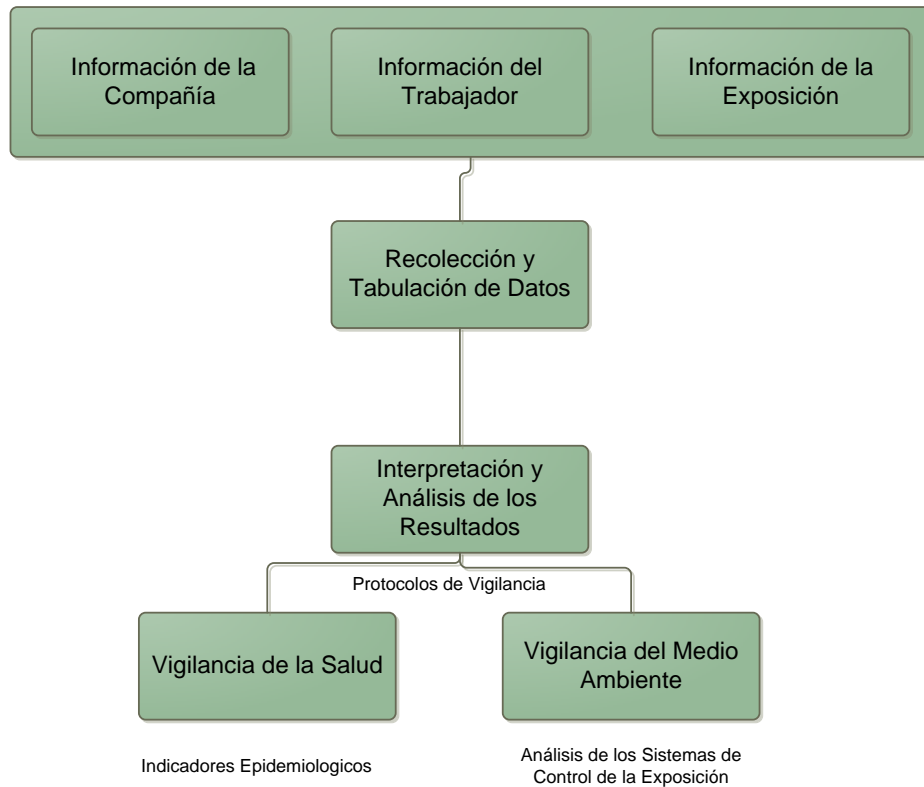 Información de la
Compañía
Información del
Trabajador
Información de la
Exposición
Recolección y
Tabulación de Datos
Interpretación y
Análisis de los
Resultados
Protocolos de Vigilancia
Vigilancia de la Salud
Vigilancia del Medio
Ambiente
Indicadores Epidemiologicos
Análisis de los Sistemas de
Control de la Exposición